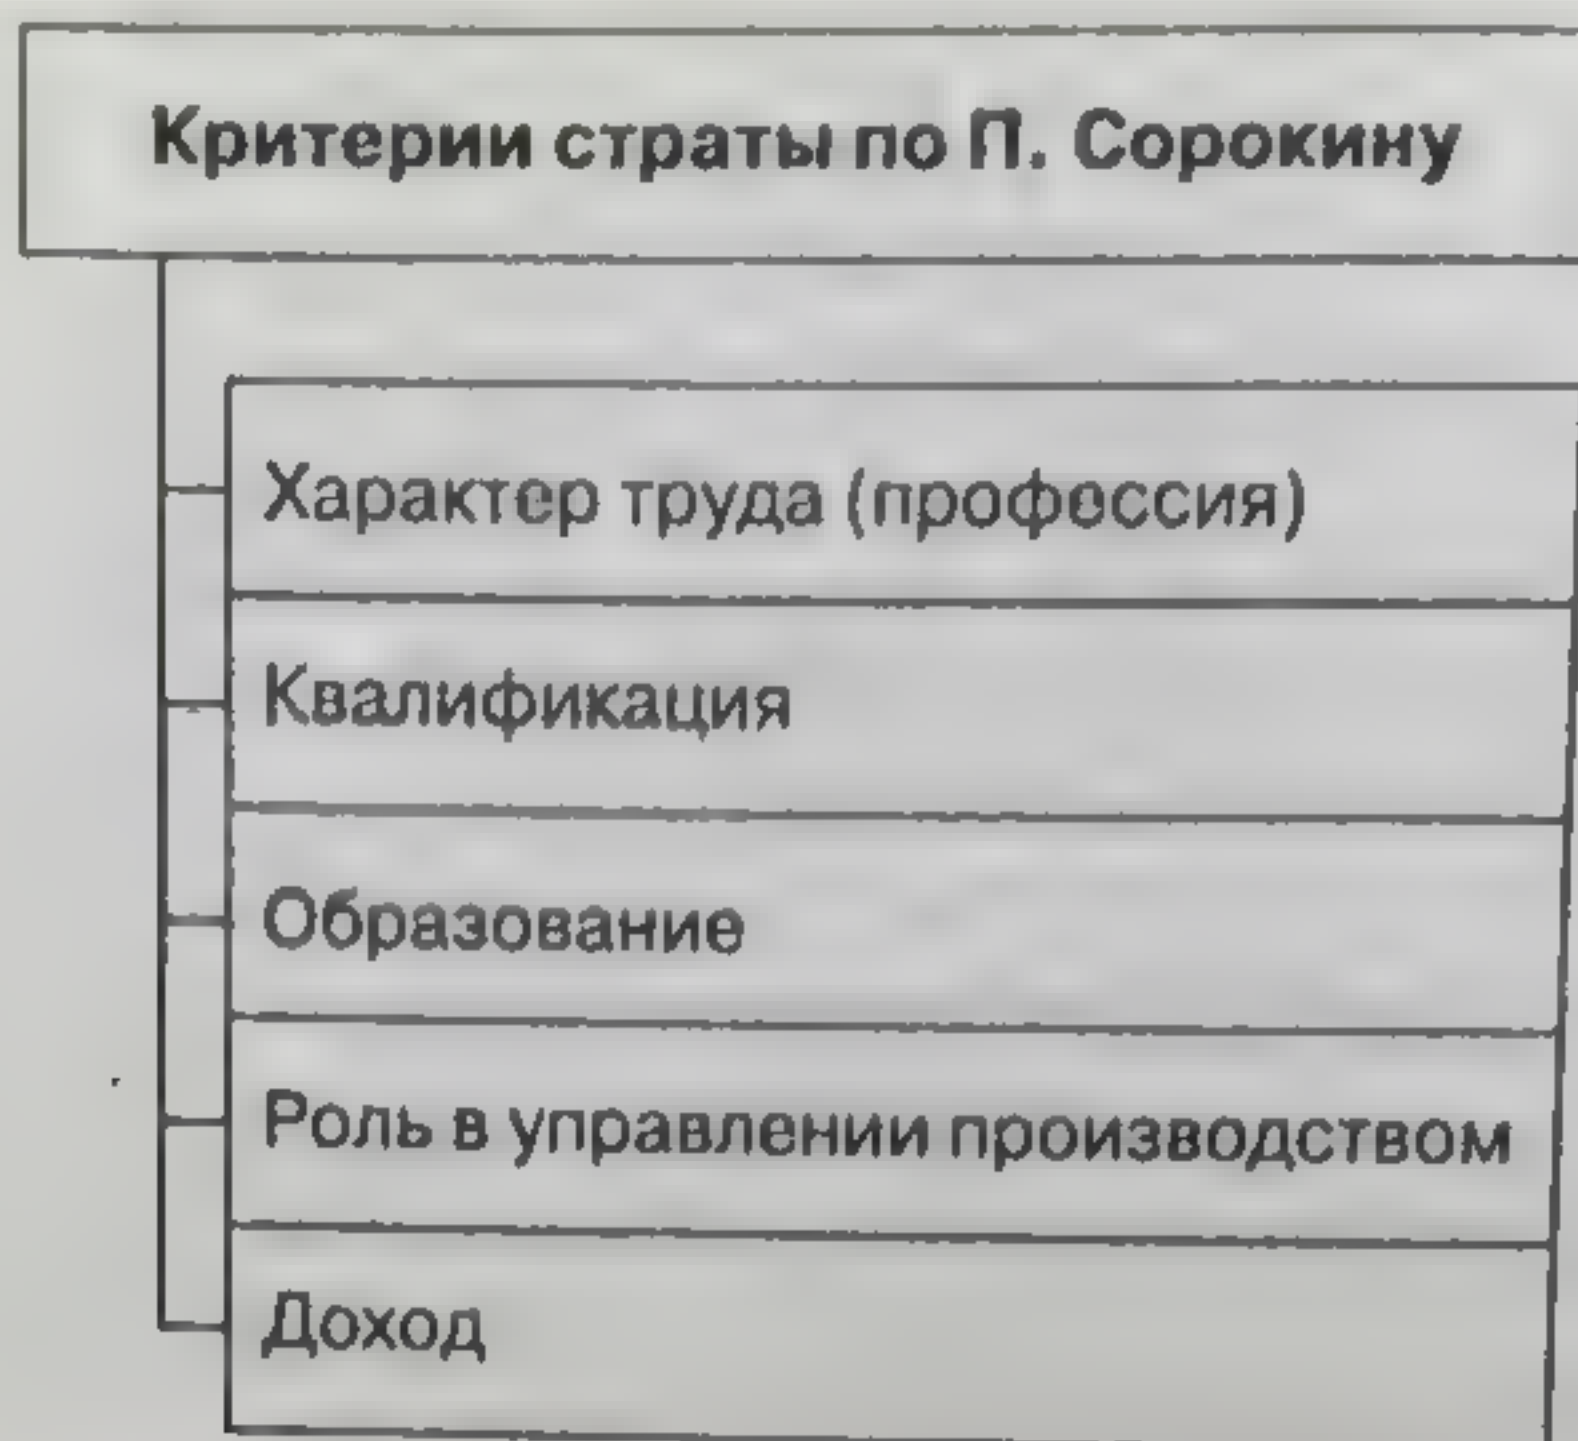 Критерии страты по П. Сорокину
Характер труда (профессия)
Квалификация
Образование
Роль в управлении производством
Доход